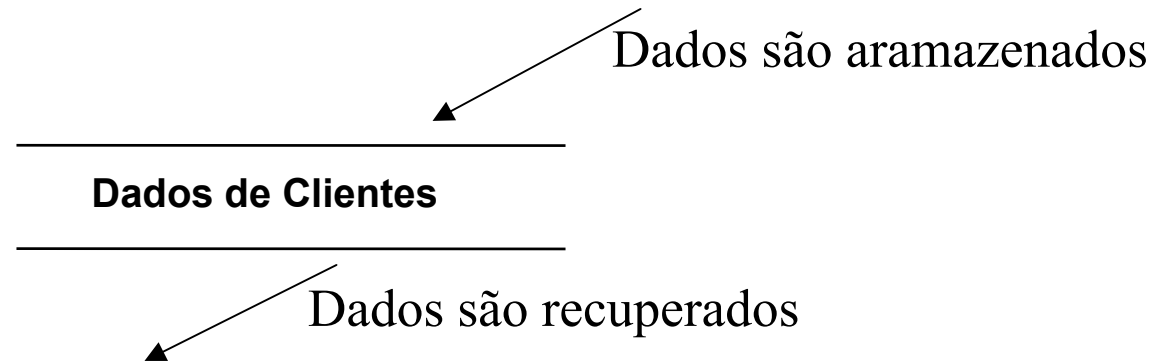 Dados são aramazenados
Dados de Clientes
Dados são recuperados